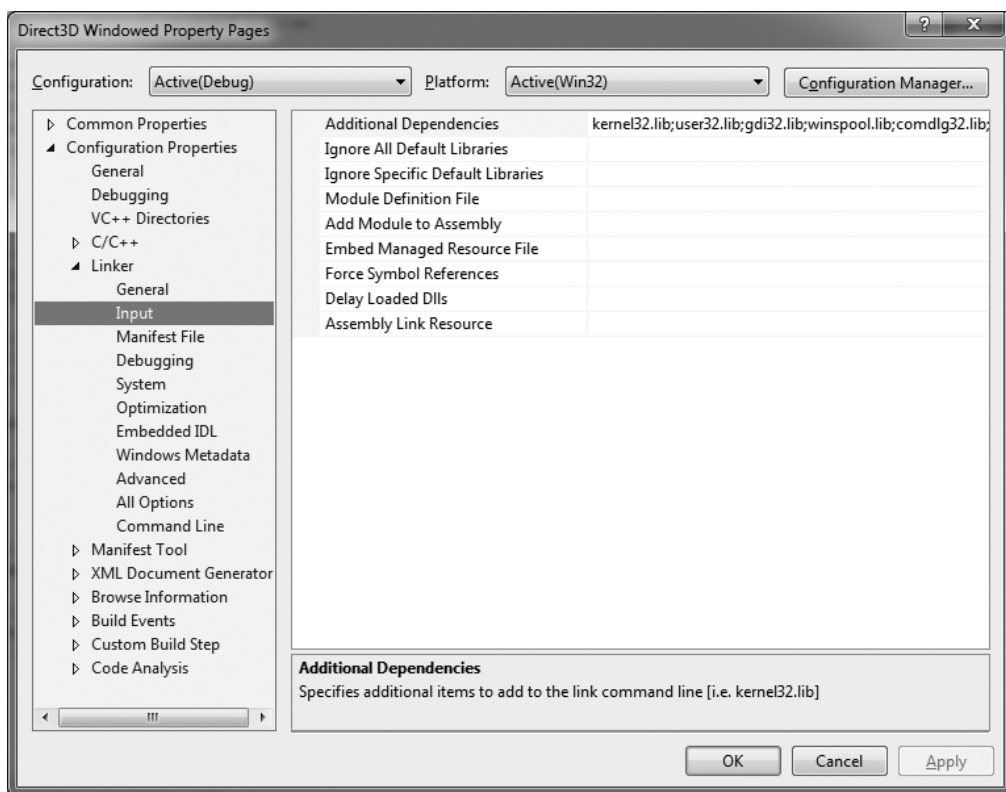 Direct3D Windowed Property Pages
Configuration: Active(Debug) Platform: Active(Win32) Configuration Manager...
Common Properties
Configuration Properties
General
Debugging
VC++ Directories
C/C++
Linker
General
Input
Manifest File
Debugging
System
Optimization
Embedded IDL
Windows Metadata
Advanced
All Options
Command Line
Manifest Tool
XML Document Generator
Browse Information
Build Events
Custom Build Step
Code Analysis
Additional Dependencies kernel32.lib;user32.lib;gdi32.lib;winspool.lib;comdlg32.lib;
Ignore All Default Libraries
Ignore Specific Default Libraries
Module Definition File
Add Module to Assembly
Embed Managed Resource File
Force Symbol References
Delay Loaded Dlls
Assembly Link Resource
Additional Dependencies
Specifies additional items to add to the link command line [i.e. kernel32.lib]
OK Cancel Apply